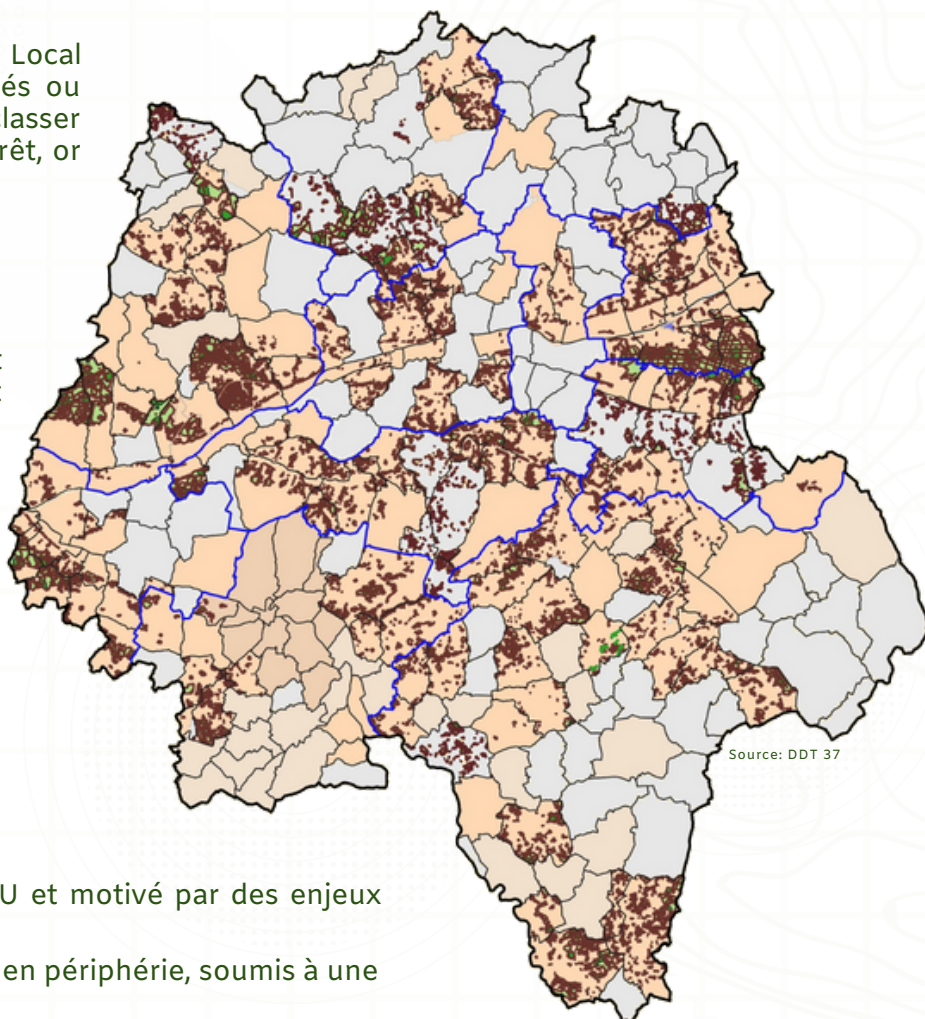 Local
és ou
lasser
rêt, or
Source: DDT 37
U et motivé par des enjeux
en périphérie, soumis à une